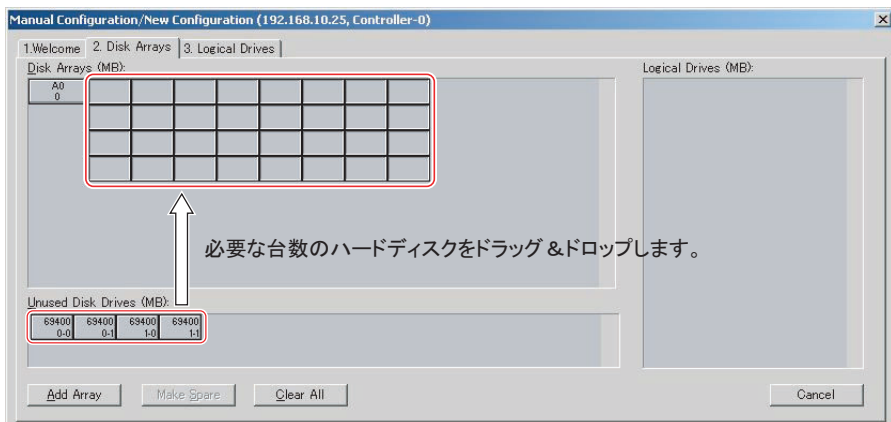 Manual Configuration/New Configuration (192.168.10.25, Controller-0)
1.Welcome 2. Disk Arrays 3. Logical Drives
Disk Arrays (MB): Logical Drives (MB):
A0
0
必要な台数のハードディスクをドラッグ&ドロップします。
Unused Disk Drives (MB):
69400 69400 69400 69400
0-0 0-1 1-0 1-1
Add Array Make Spare Clear All Cancel